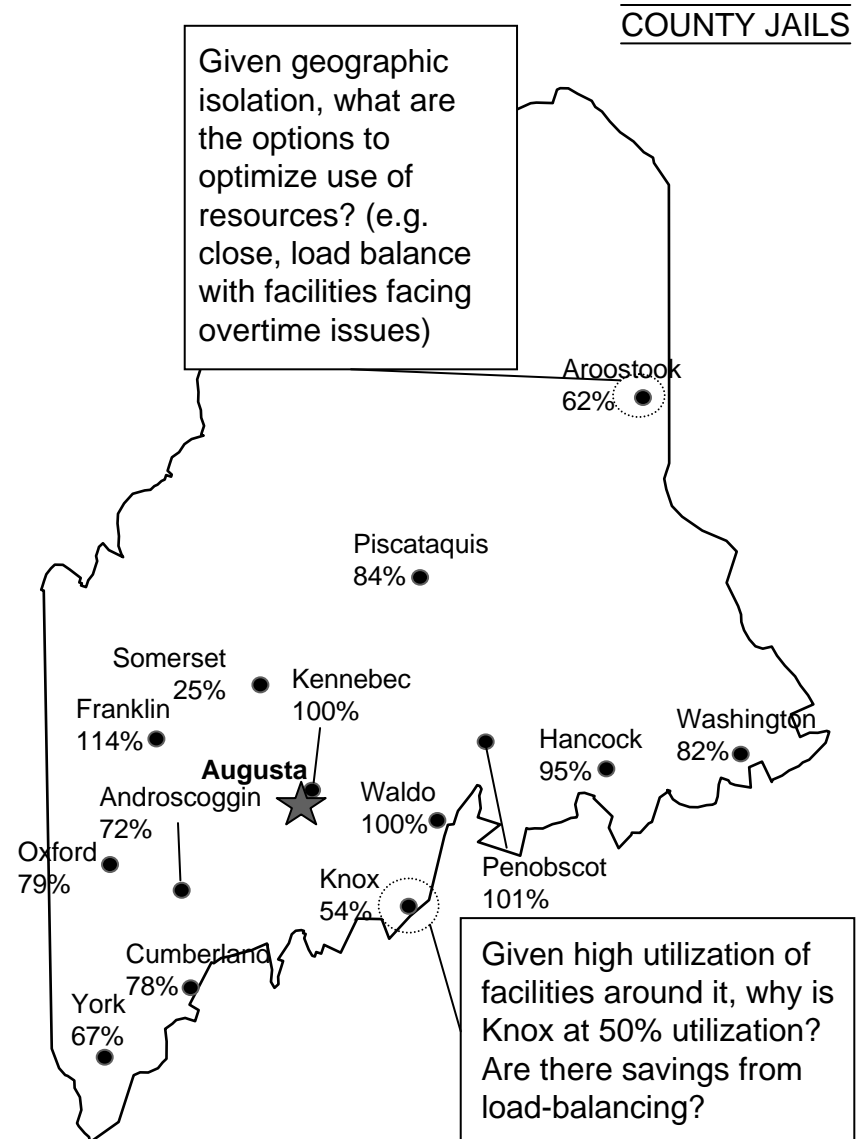 COUNTY JAILS
Given geographic
isolation, what are
the options to
optimize use of
resources? (e.g.
close, load balance
with facilities facing
overtime issues)
Aroostook
62%
Piscataquis
84%
Somerset
25%
Kennebec
100%
Franklin
114%
Washington
82%
Hancock
95%
Augusta
Androscoggin
72%
Waldo
100%
Oxford
79%
Penobscot
101%
Knox
54%
Cumberland
78%
York
67%
Given high utilization of
facilities around it, why is
Knox at 50% utilization?
Are there savings from
load-balancing?